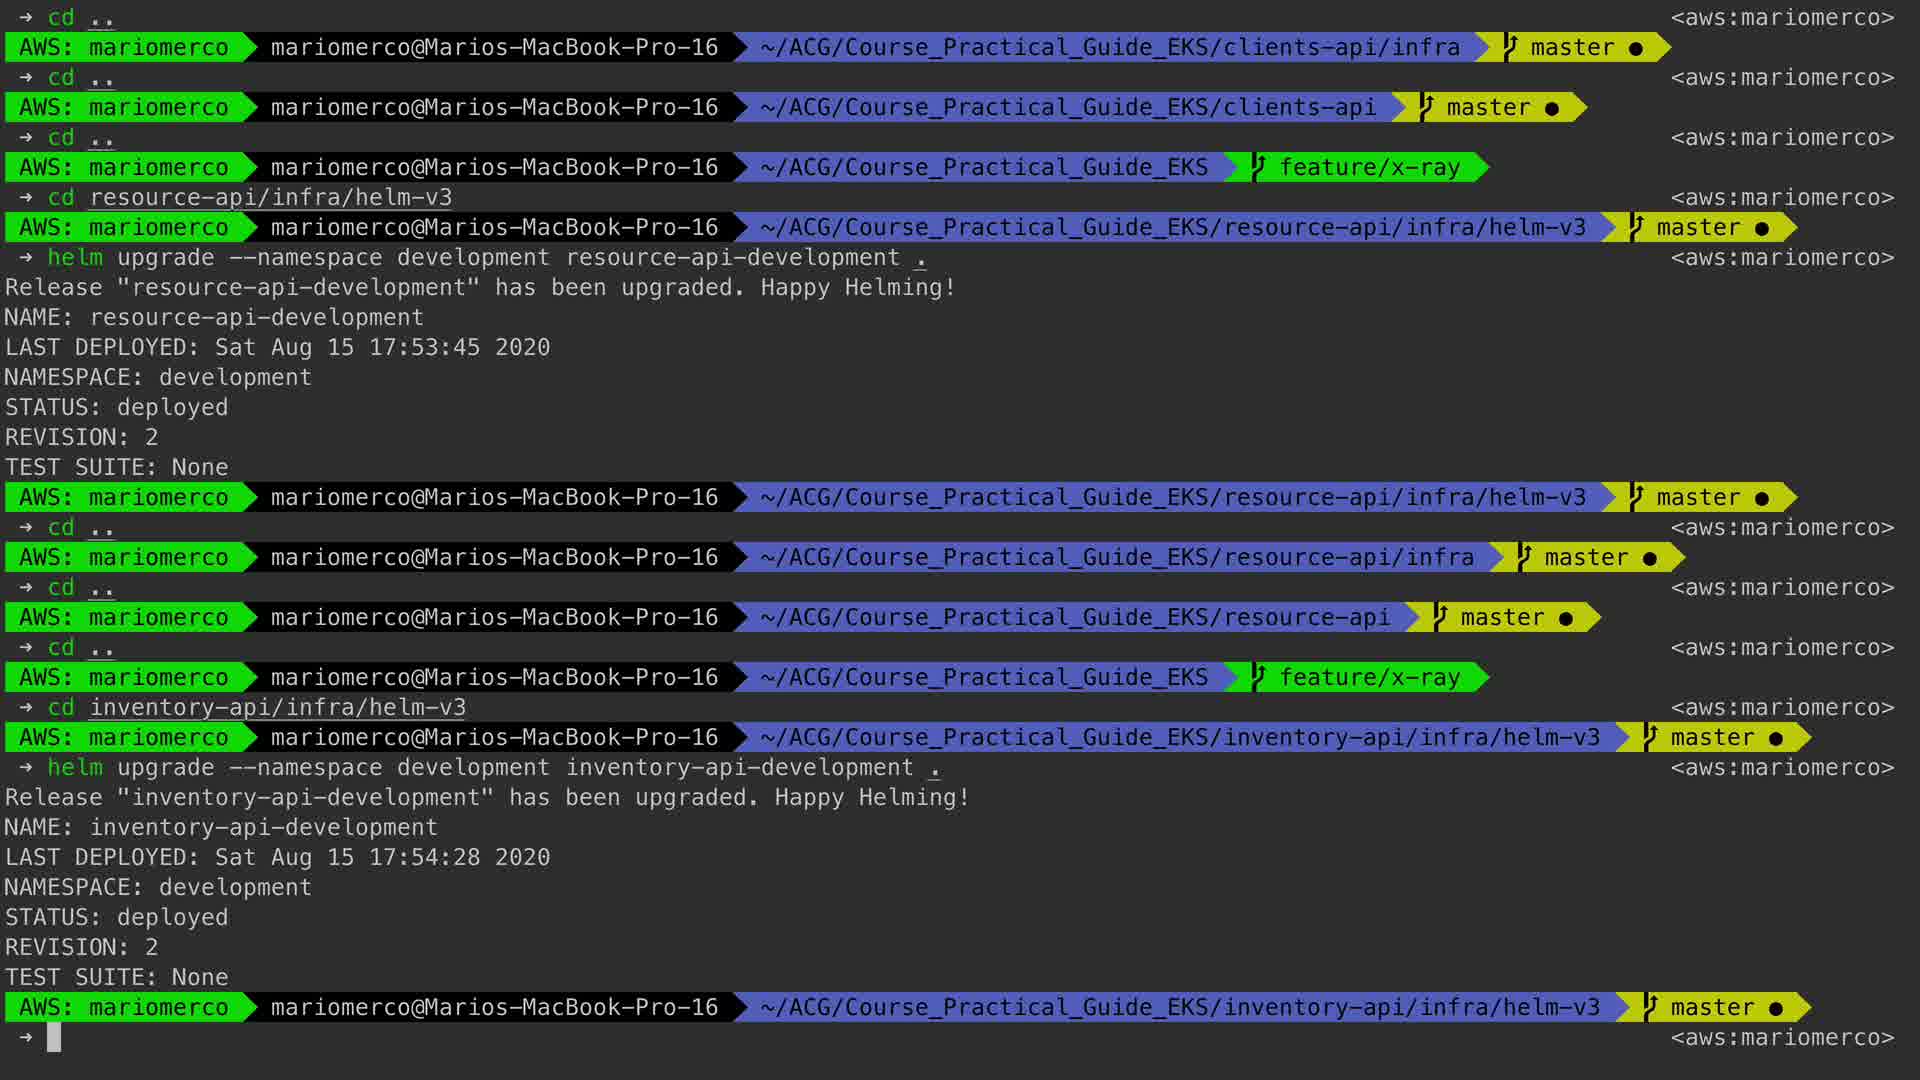 → cd .. <aws:mariomerco>
AWS: mariomerco mariomerco@Marios-MacBook-Pro-16 ~/ACG/Course_Practical_Guide_EKS/clients-api/infra master ●
→ cd .. <aws:mariomerco>
AWS: mariomerco mariomerco@Marios-MacBook-Pro-16 ~/ACG/Course_Practical_Guide_EKS/clients-api master ●
→ cd .. <aws:mariomerco>
AWS: mariomerco mariomerco@Marios-MacBook-Pro-16 ~/ACG/Course_Practical_Guide_EKS feature/x-ray
→ cd resource-api/infra/helm-v3 <aws:mariomerco>
AWS: mariomerco mariomerco@Marios-MacBook-Pro-16 ~/ACG/Course_Practical_Guide_EKS/resource-api/infra/helm-v3 master ●
→ helm upgrade --namespace development resource-api-development . <aws:mariomerco>
Release "resource-api-development" has been upgraded. Happy Helming!
NAME: resource-api-development
LAST DEPLOYED: Sat Aug 15 17:53:45 2020
NAMESPACE: development
STATUS: deployed
REVISION: 2
TEST SUITE: None
AWS: mariomerco mariomerco@Marios-MacBook-Pro-16 ~/ACG/Course_Practical_Guide_EKS/resource-api/infra/helm-v3 master ●
→ cd .. <aws:mariomerco>
AWS: mariomerco mariomerco@Marios-MacBook-Pro-16 ~/ACG/Course_Practical_Guide_EKS/resource-api/infra master ●
→ cd .. <aws:mariomerco>
AWS: mariomerco mariomerco@Marios-MacBook-Pro-16 ~/ACG/Course_Practical_Guide_EKS/resource-api master ●
→ cd .. <aws:mariomerco>
AWS: mariomerco mariomerco@Marios-MacBook-Pro-16 ~/ACG/Course_Practical_Guide_EKS feature/x-ray
→ cd inventory-api/infra/helm-v3 <aws:mariomerco>
AWS: mariomerco mariomerco@Marios-MacBook-Pro-16 ~/ACG/Course_Practical_Guide_EKS/inventory-api/infra/helm-v3 master ●
→ helm upgrade --namespace development inventory-api-development . <aws:mariomerco>
Release "inventory-api-development" has been upgraded. Happy Helming!
NAME: inventory-api-development
LAST DEPLOYED: Sat Aug 15 17:54:28 2020
NAMESPACE: development
STATUS: deployed
REVISION: 2
TEST SUITE: None
AWS: mariomerco mariomerco@Marios-MacBook-Pro-16 ~/ACG/Course_Practical_Guide_EKS/inventory-api/infra/helm-v3 master ●
→ <aws:mariomerco>